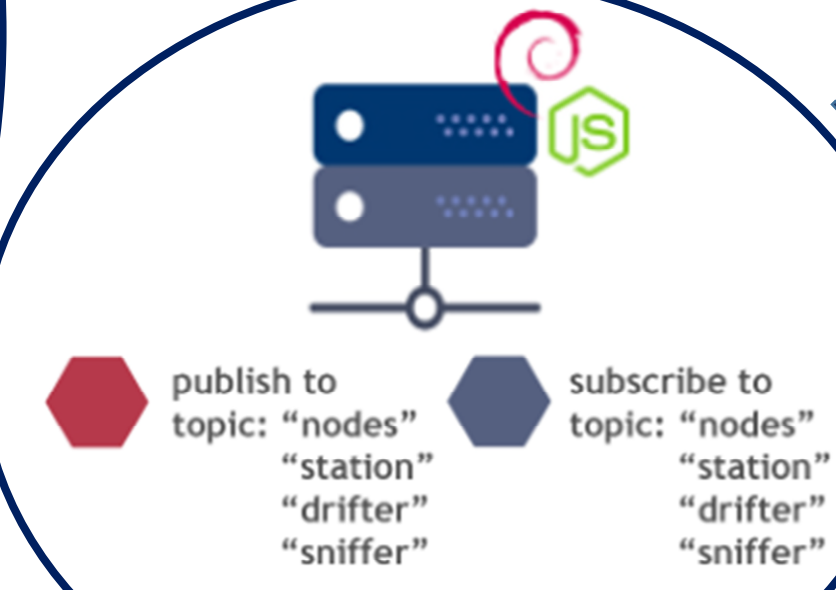 JS
publish to
topic: “nodes”
“station”
“drifter”
“sniffer”
subscribe to
topic: “nodes”
“station”
“drifter”
“sniffer”